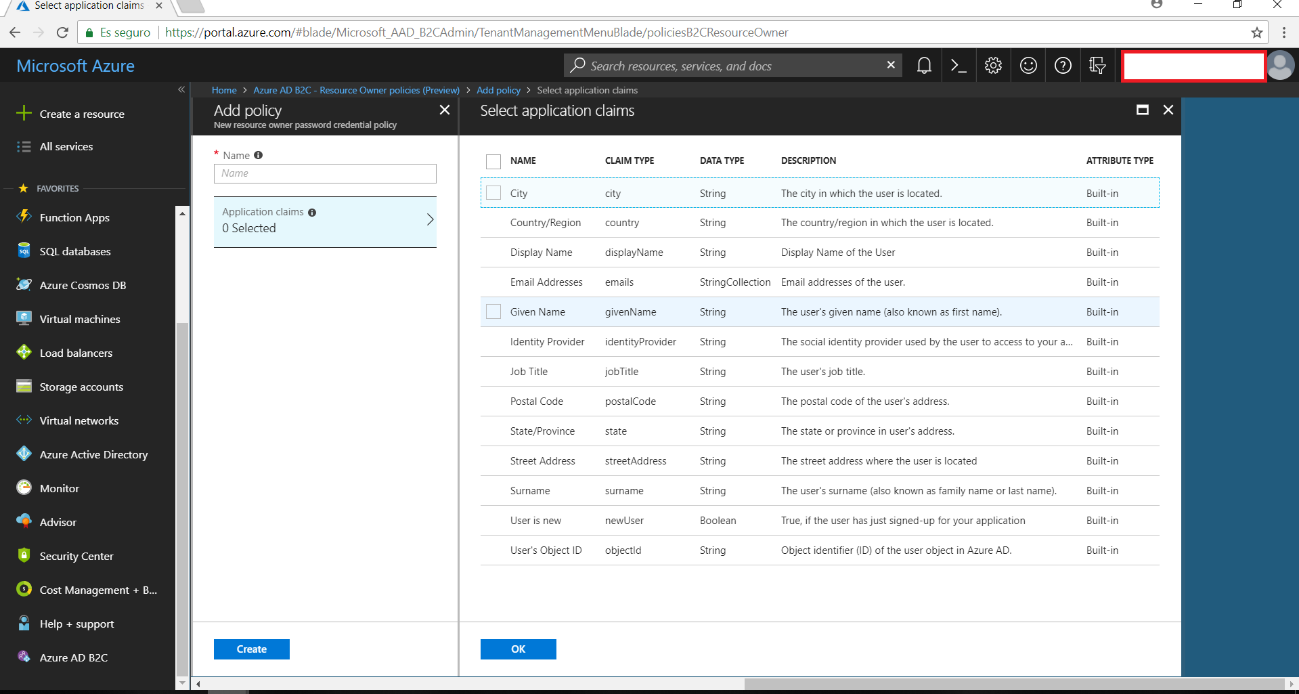 Select application claims
Es seguro https://portal.azure.com/#blade/Microsoft_AAD_B2CAdmin/TenantManagementMenuBlade/policiesB2CResourceOwner
Microsoft Azure
Search resources, services, and docs
Create a resource
All services
FAVORITES
Function Apps
SQL databases
Azure Cosmos DB
Virtual machines
Load balancers
Storage accounts
Virtual networks
Azure Active Directory
Monitor
Advisor
Security Center
Cost Management + B...
Help + support
Azure AD B2C
Home > Azure AD B2C - Resource Owner policies (Preview) > Add policy > Select application claims
Add policy
New resource owner password credential policy
* Name
Name
Application claims
0 Selected
Create
Select application claims
NAME CLAIM TYPE DATA TYPE DESCRIPTION ATTRIBUTE TYPE
City city String The city in which the user is located. Built-in
Country/Region country String The country/region in which the user is located. Built-in
Display Name displayName String Display Name of the User Built-in
Email Addresses emails StringCollection Email addresses of the user. Built-in
Given Name givenName String The user's given name (also known as first name). Built-in
Identity Provider identityProvider String The social identity provider used by the user to access to your a... Built-in
Job Title jobTitle String The user's job title. Built-in
Postal Code postalCode String The postal code of the user's address. Built-in
State/Province state String The state or province in user's address. Built-in
Street Address streetAddress String The street address where the user is located Built-in
Surname surname String The user's surname (also known as family name or last name). Built-in
User is new newUser Boolean True, if the user has just signed-up for your application Built-in
User's Object ID objectId String Object identifier (ID) of the user object in Azure AD. Built-in
OK